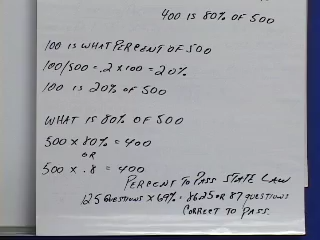 400 IS 80% OF 500
100 IS WHAT PERCENT OF 500
100/500 = .2 X 100 = 20%
100 IS 20% OF 500
WHAT IS 80% OF 500
500 X 80% = 400
OR
500 X .8 = 400
PERCENT TO PASS STATE LAW
125 QUESTIONS X 69% = 86.25 OR 87 QUESTIONS
CORRECT TO PASS